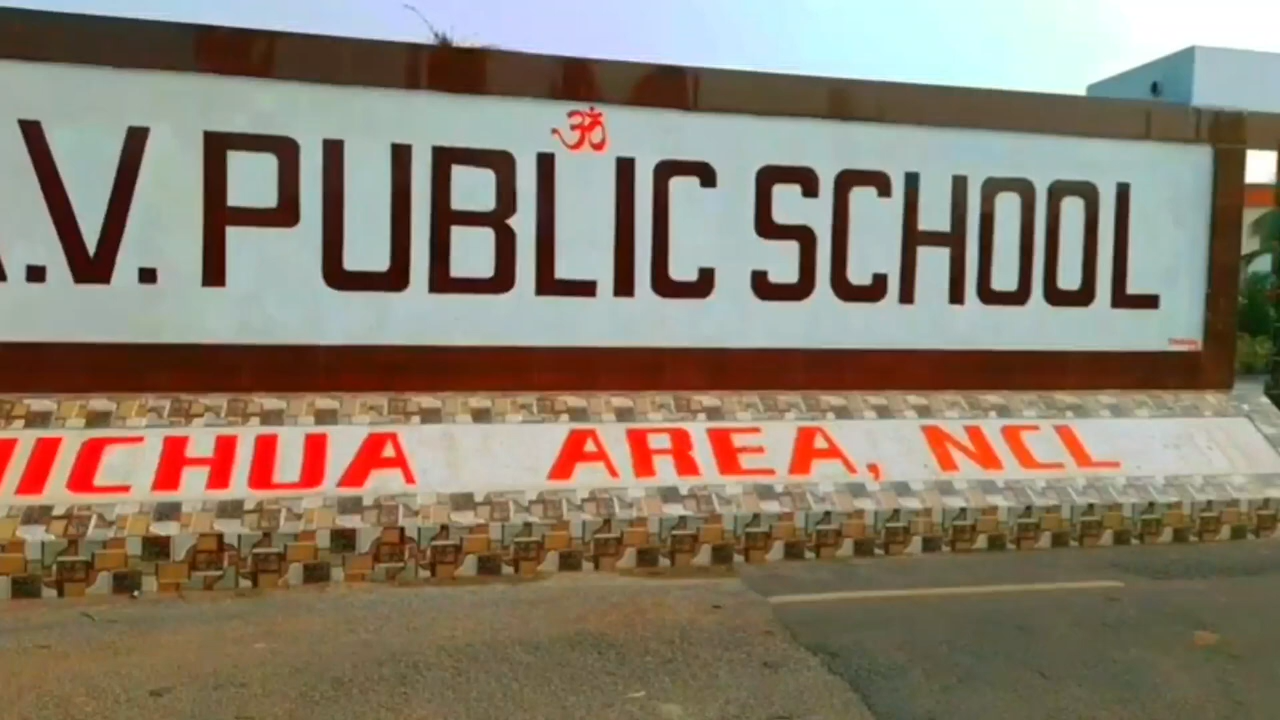 ॐ
.V. PUBLIC SCHOOL
ICHUA AREA, NCL